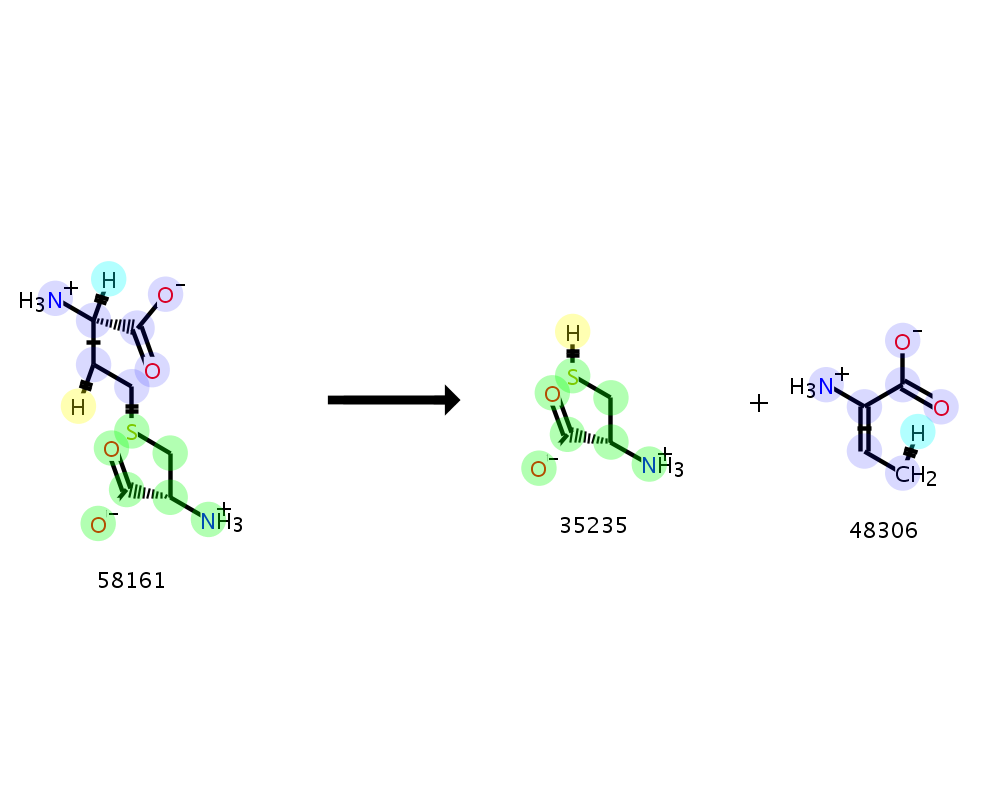 H
O⁻
H₃N⁺
O
H
S
O
O⁻
NH₃⁺
58161
H
S
O
O⁻
NH₃⁺
35235
+
O⁻
H₃N⁺
O
H
CH₂
48306